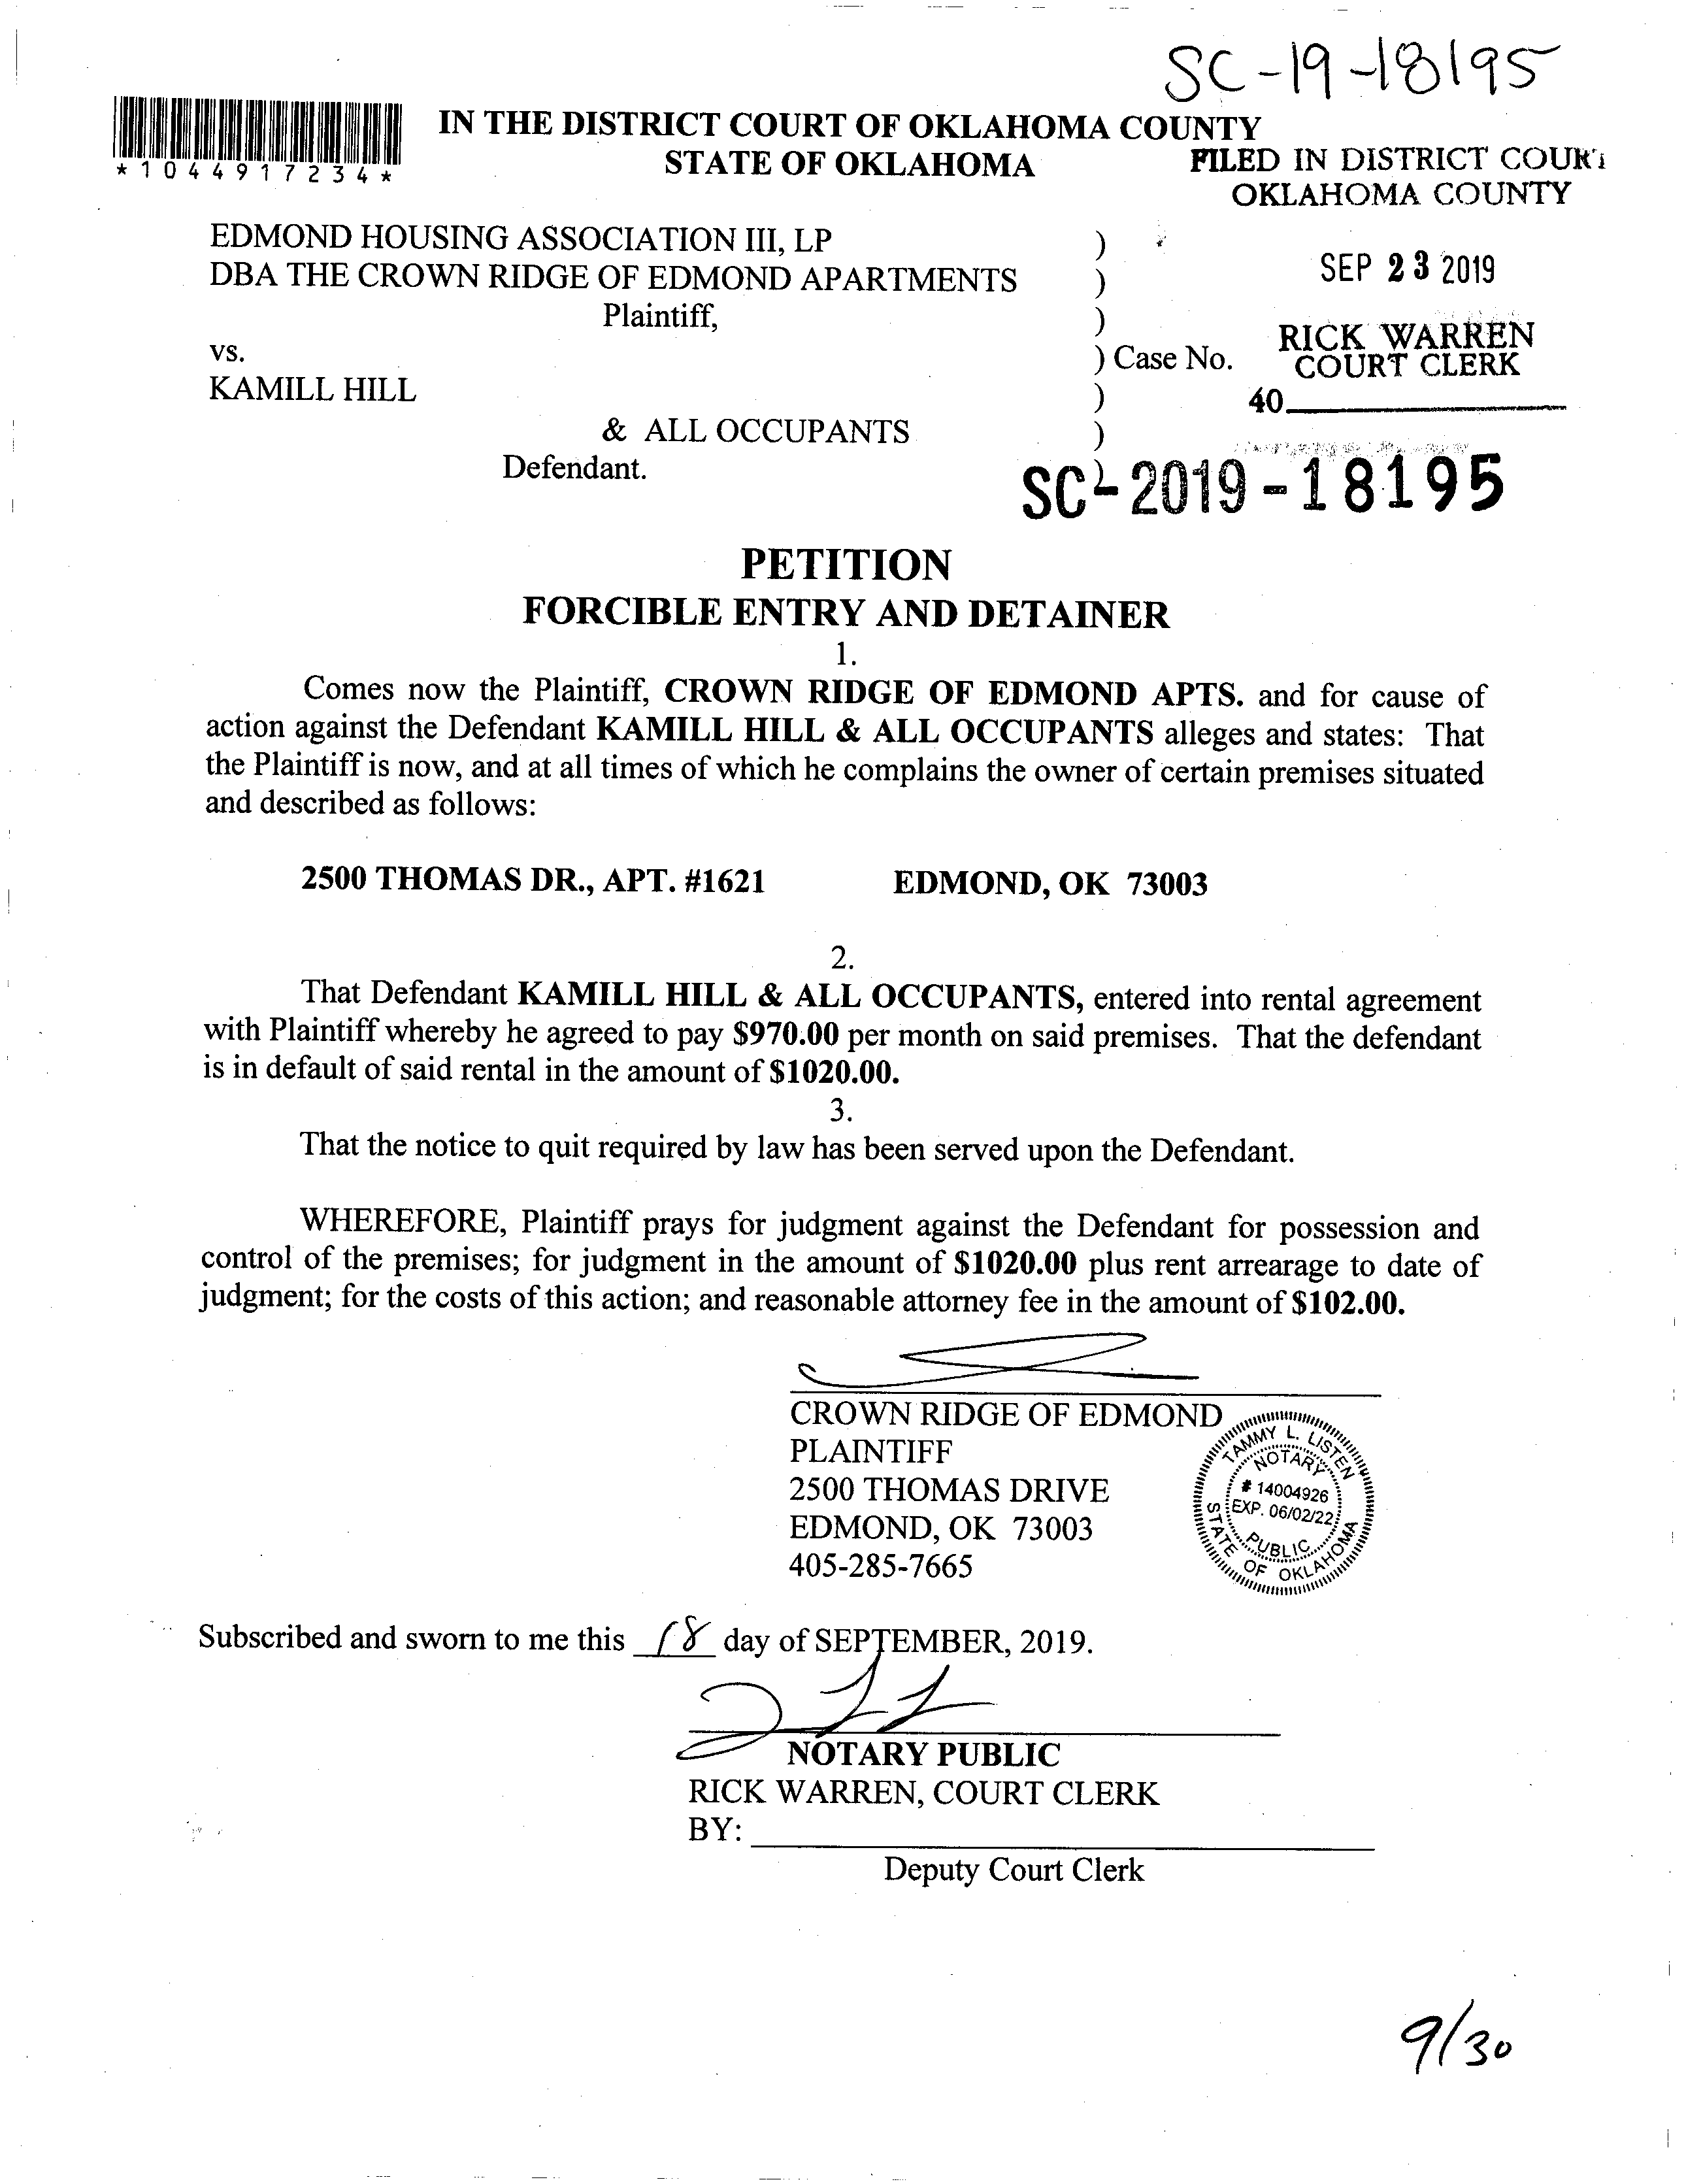 SC-19-18195
*1044917234*
IN THE DISTRICT COURT OF OKLAHOMA COUNTY
STATE OF OKLAHOMA
FILED IN DISTRICT COURT
OKLAHOMA COUNTY
EDMOND HOUSING ASSOCIATION III, LP )
DBA THE CROWN RIDGE OF EDMOND APARTMENTS )
SEP 23 2019
Plaintiff, )
vs. ) Case No.
RICK WARREN
COURT CLERK
KAMILL HILL )
40
& ALL OCCUPANTS )
Defendant. )
SC-2019-18195
PETITION
FORCIBLE ENTRY AND DETAINER
1.
Comes now the Plaintiff, CROWN RIDGE OF EDMOND APTS. and for cause of
action against the Defendant KAMILL HILL & ALL OCCUPANTS alleges and states: That
the Plaintiff is now, and at all times of which he complains the owner of certain premises situated
and described as follows:
2500 THOMAS DR., APT. #1621 EDMOND, OK 73003
2.
That Defendant KAMILL HILL & ALL OCCUPANTS, entered into rental agreement
with Plaintiff whereby he agreed to pay $970.00 per month on said premises. That the defendant
is in default of said rental in the amount of $1020.00.
3.
That the notice to quit required by law has been served upon the Defendant.
WHEREFORE, Plaintiff prays for judgment against the Defendant for possession and
control of the premises; for judgment in the amount of $1020.00 plus rent arrearage to date of
judgment; for the costs of this action; and reasonable attorney fee in the amount of $102.00.
CROWN RIDGE OF EDMOND
PLAINTIFF
2500 THOMAS DRIVE
EDMOND, OK 73003
405-285-7665
TAMMY L. LISTEN
NOTARY
# 14004926
EXP. 06/02/22
PUBLIC
STATE OF OKLAHOMA
Subscribed and sworn to me this 18 day of SEPTEMBER, 2019.
NOTARY PUBLIC
RICK WARREN, COURT CLERK
BY:
Deputy Court Clerk
9/30